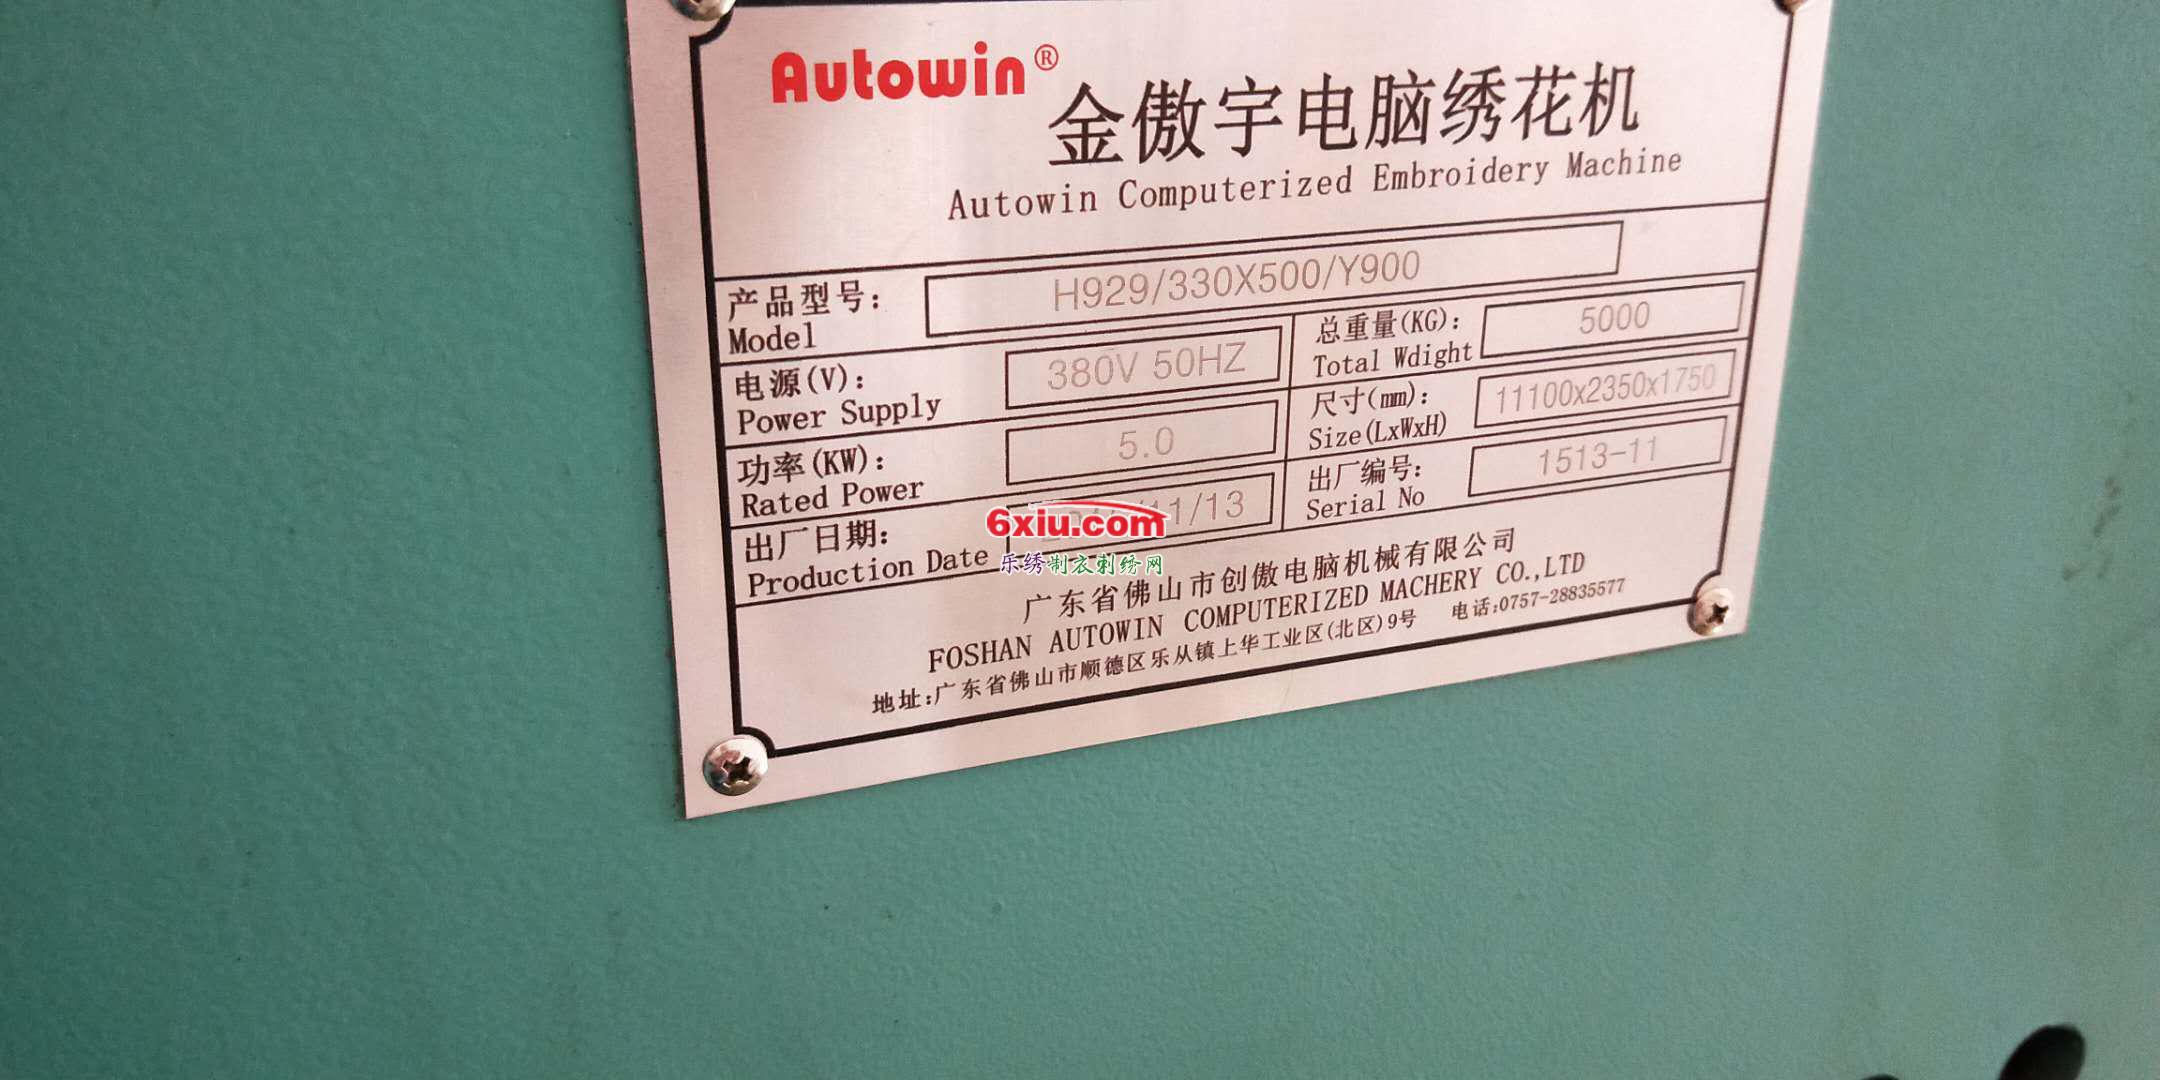 Autowin®
金傲宇电脑绣花机
Autowin Computerized Embroidery Machine
产品型号: H929/330X500/Y900
Model
电源(V): 380V 50HZ
Power Supply
总重量(KG): 5000
Total Wdight
功率(KW): 5.0
Rated Power
尺寸(mm): 11100x2350x1750
Size(LxWxH)
出厂日期: 11/13
Production Date
出厂编号: 1513-11
Serial No
6xiu.com
乐绣制衣刺绣网
广东省佛山市创傲电脑机械有限公司
FOSHAN AUTOWIN COMPUTERIZED MACHERY CO.,LTD
地址:广东省佛山市顺德区乐从镇上华工业区(北区)9号 电话:0757-28835577